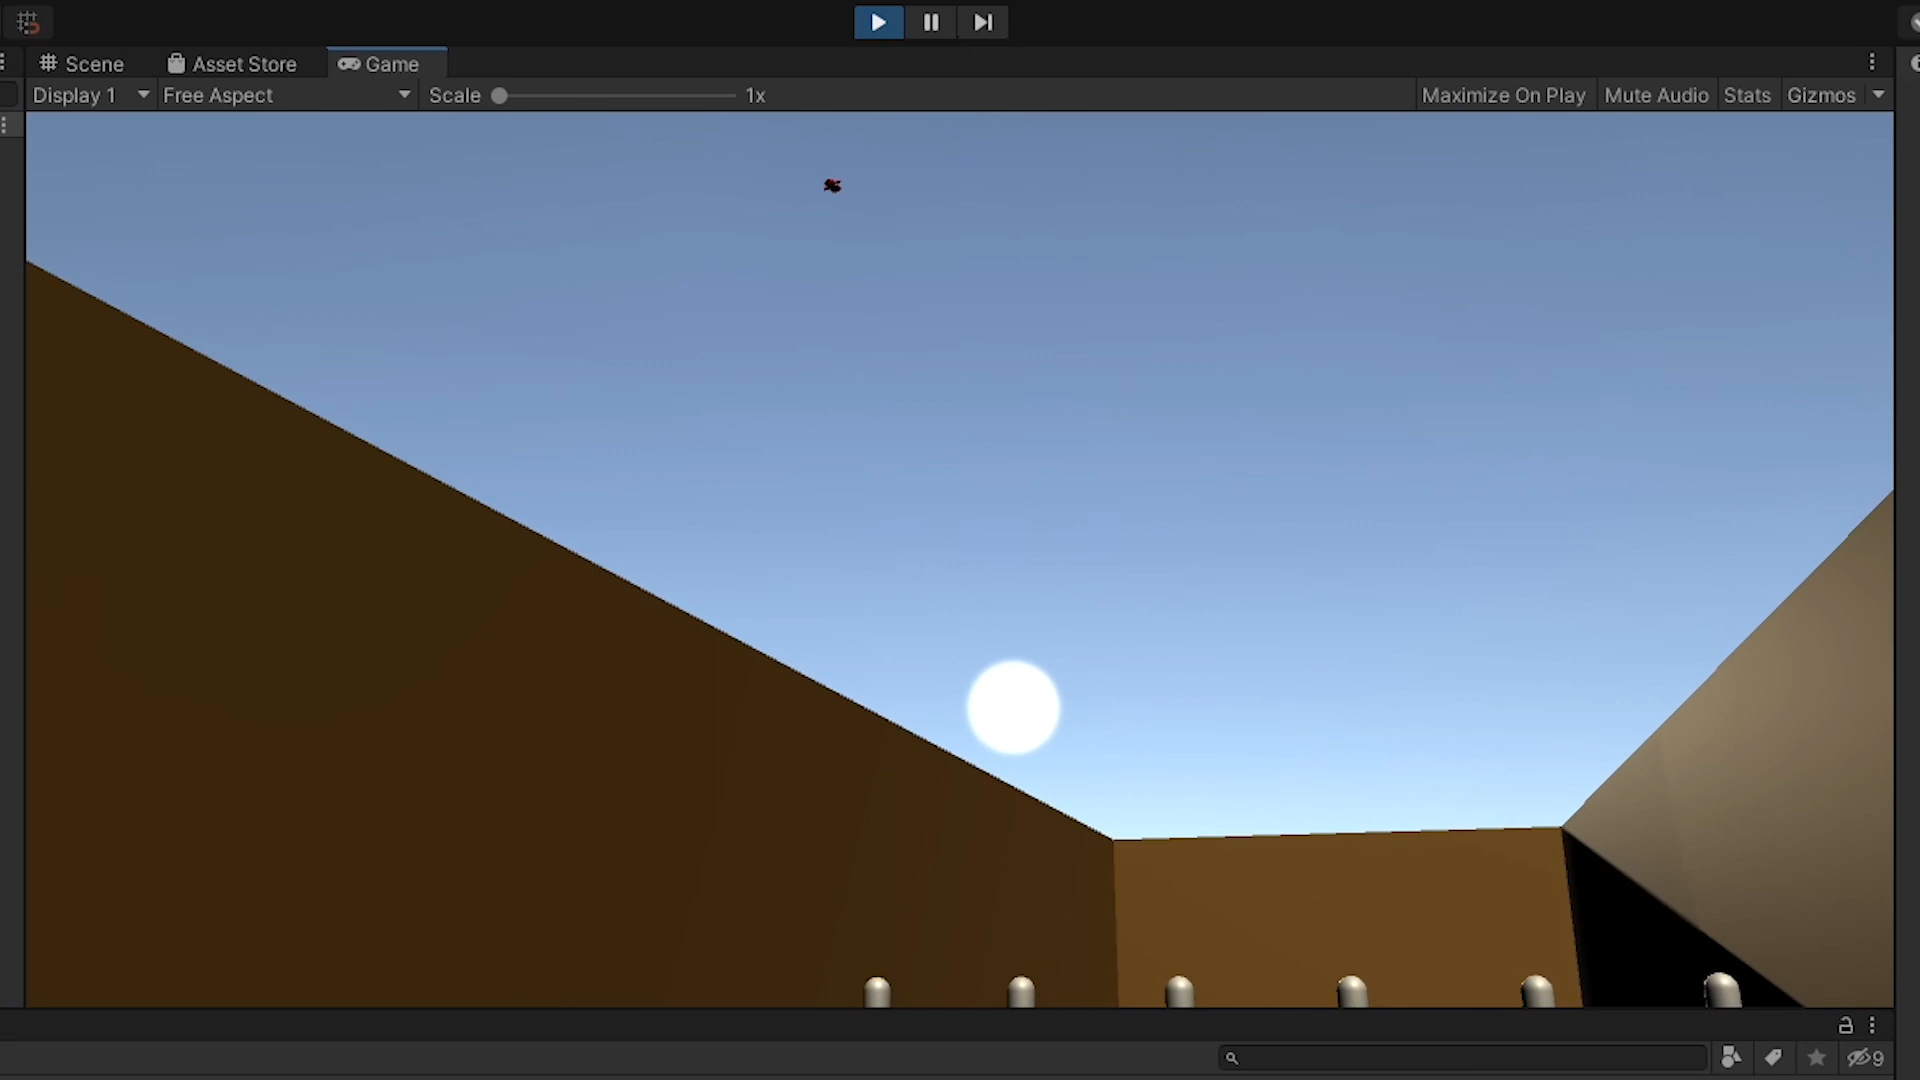 Scene Asset Store Game
Display 1 Free Aspect Scale 1x Maximize On Play Mute Audio Stats Gizmos
9